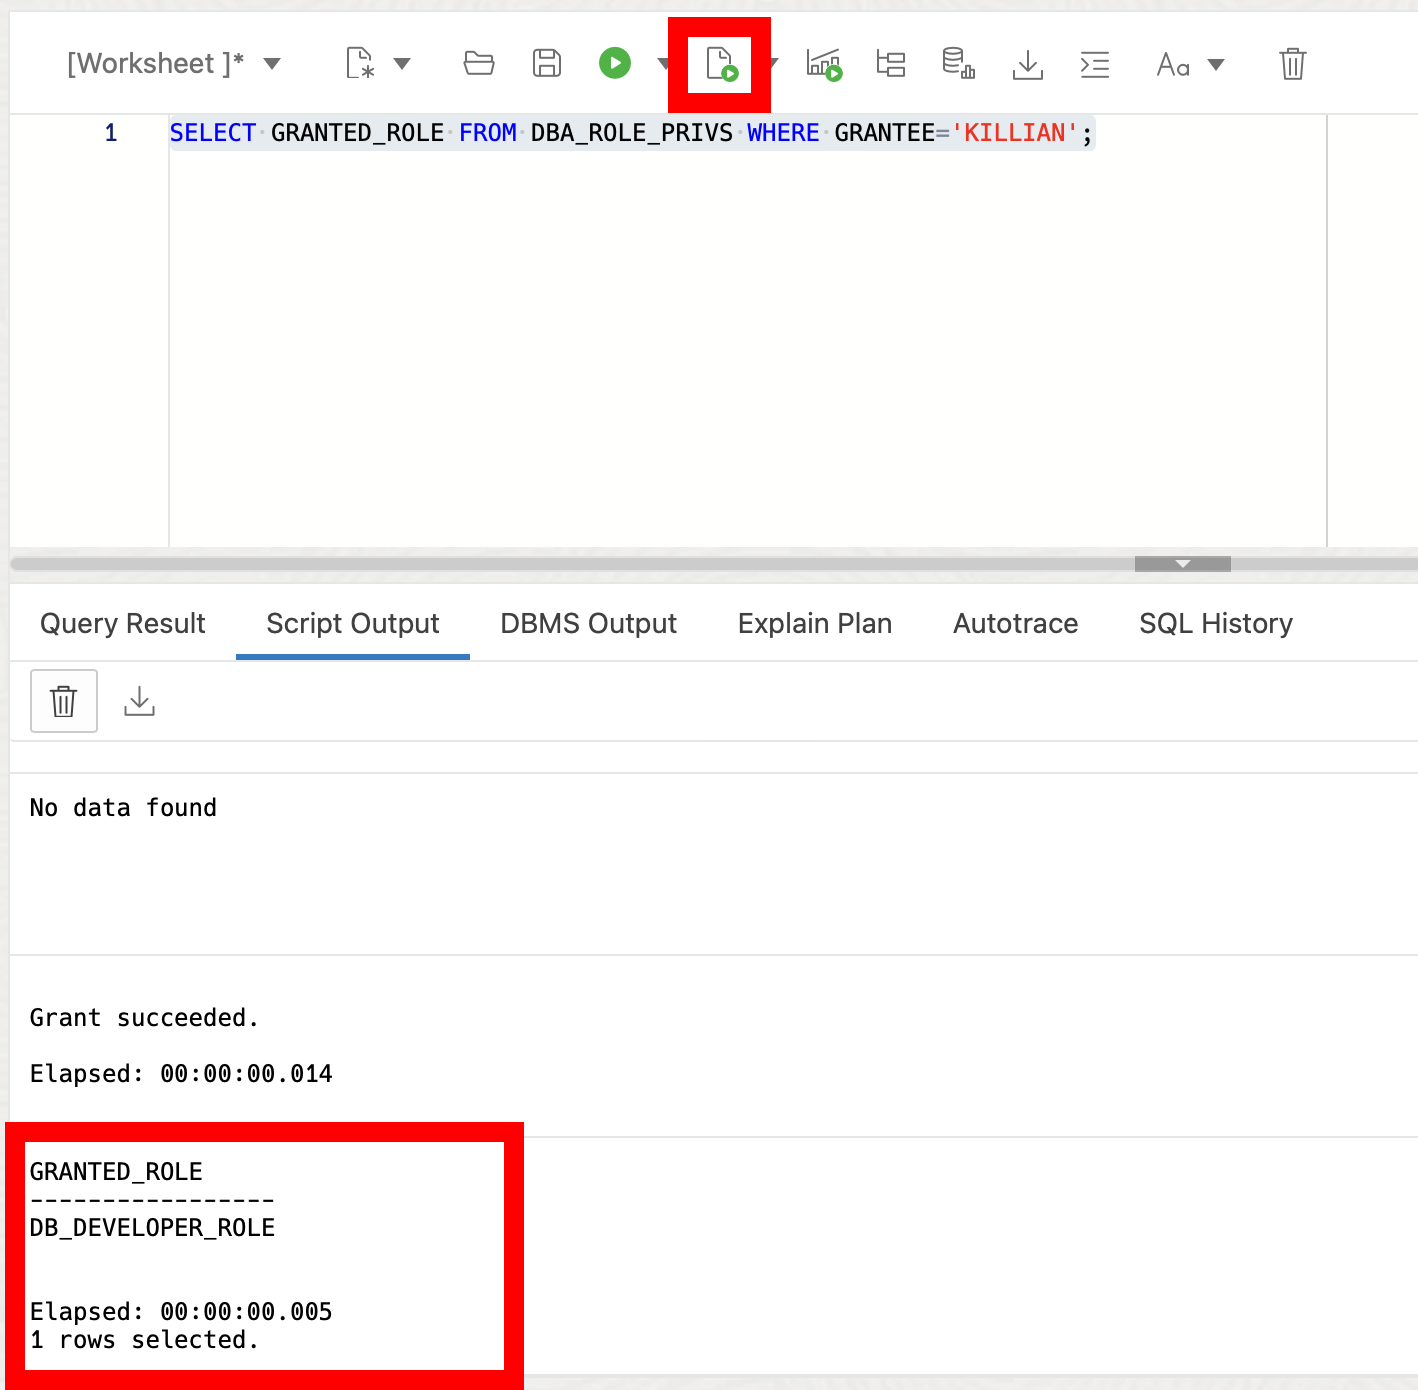 [Worksheet ]*
Aa
1 SELECT GRANTED_ROLE FROM DBA_ROLE_PRIVS WHERE GRANTEE='KILLIAN';
Query Result Script Output DBMS Output Explain Plan Autotrace SQL History
No data found
Grant succeeded.
Elapsed: 00:00:00.014
GRANTED_ROLE
-----------------
DB_DEVELOPER_ROLE
Elapsed: 00:00:00.005
1 rows selected.